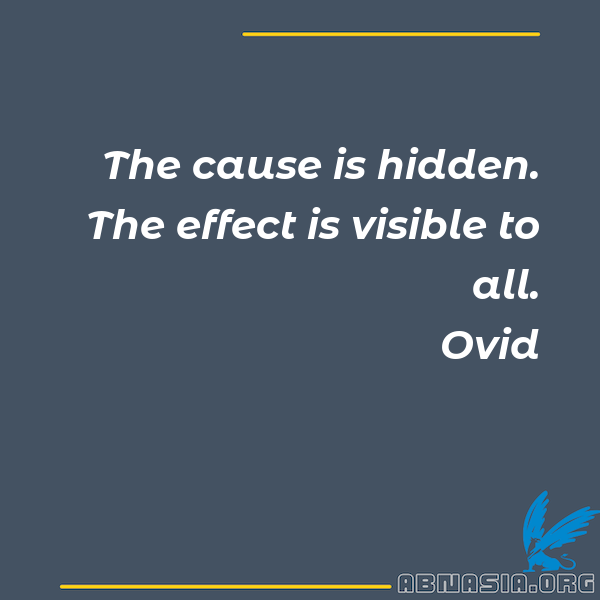 The cause is hidden.
The effect is visible to
all.
Ovid
ABNASIA.ORG